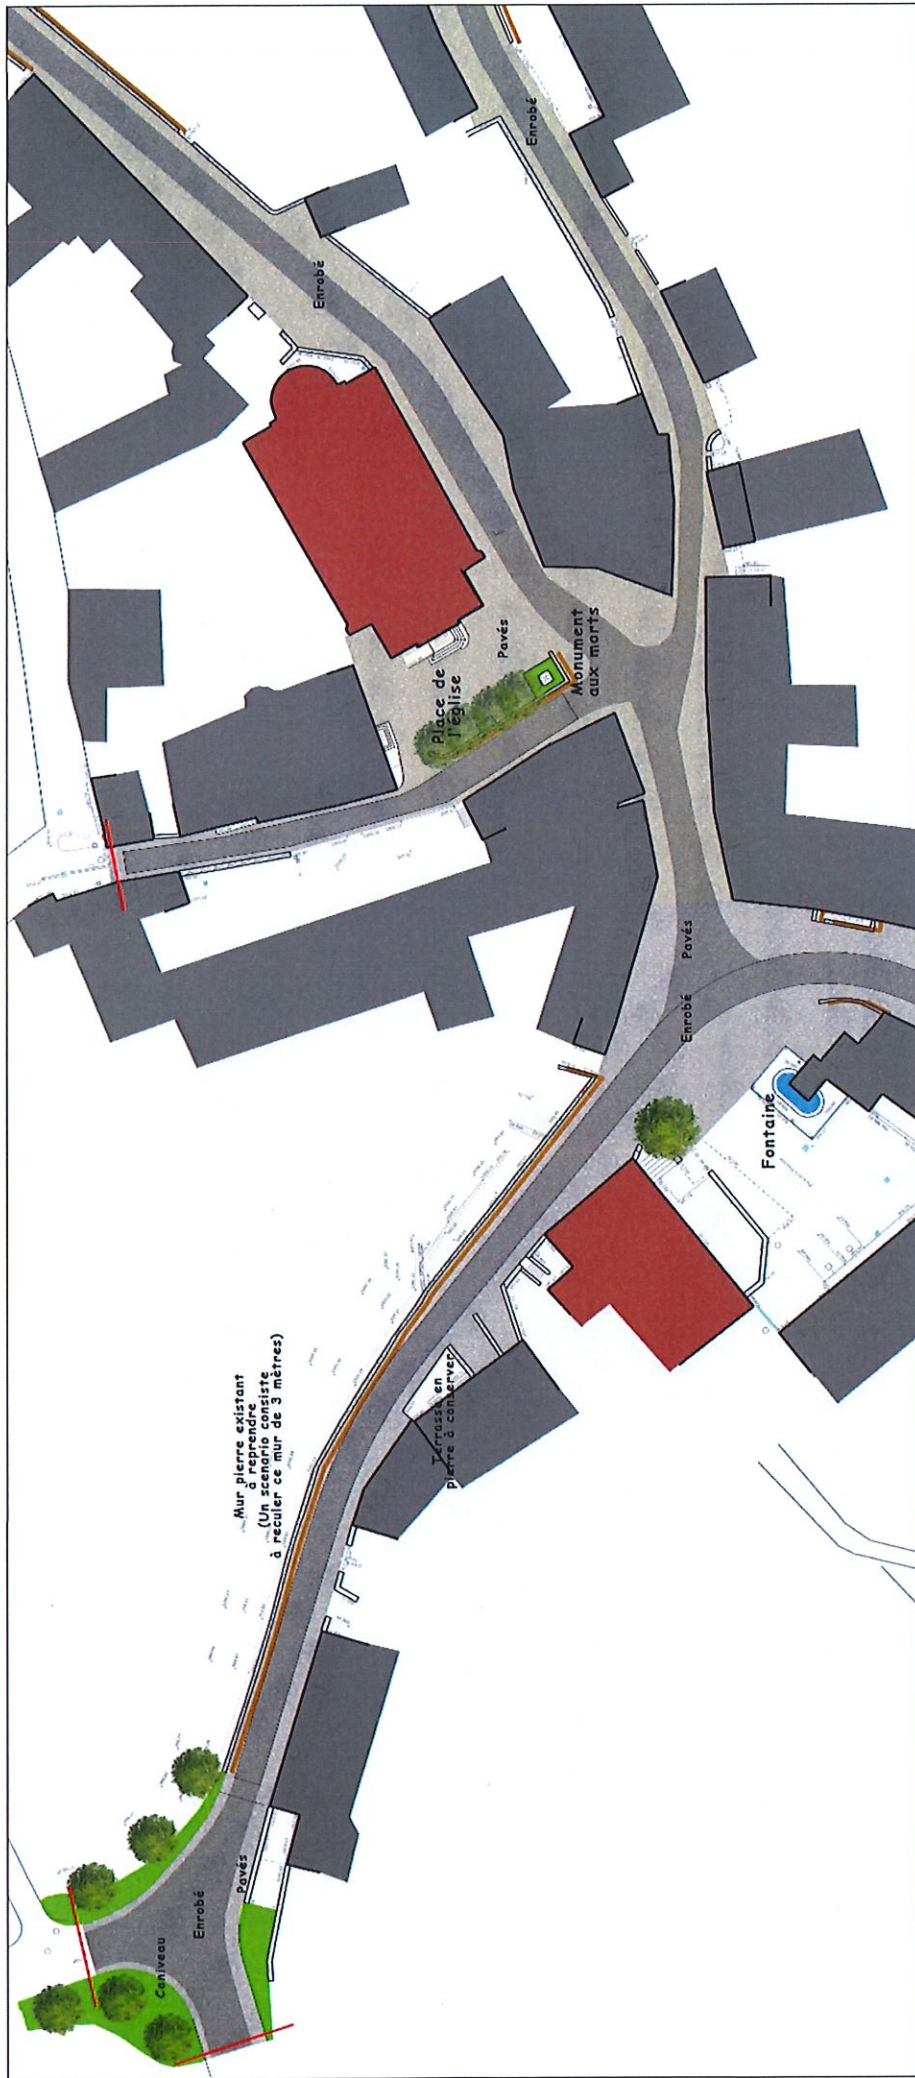 Enrobé
Enrobé
Pavés
Place de
l'église
Monument
aux morts
Pavés
Enrobé
Fontaine
Mur pierre existant
à reprendre
(Un scenario consiste
à reculer ce mur de 3 mètres)
Terrasse en
pierre à conserver
Pavés
Enrobé
Caniveau